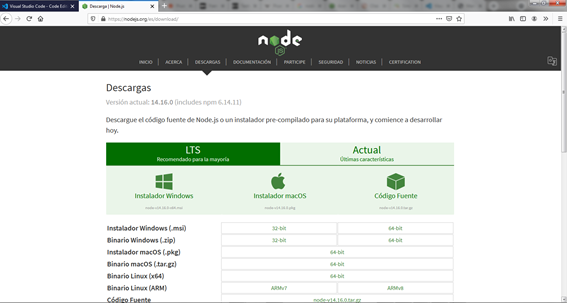 Visual Studio Code - Code Edit
Descarga | Node.js
https://nodejs.org/es/download/
node
JS
INICIO
ACERCA
DESCARGAS
DOCUMENTACIÓN
PARTICIPE
SEGURIDAD
NOTICIAS
CERTIFICATION
Descargas
Versión actual: 14.16.0 (includes npm 6.14.11)
Descargue el código fuente de Node.js o un instalador pre-compilado para su plataforma, y comience a desarrollar
hoy.
LTS
Recomendado para la mayoría
Actual
Últimas características
Instalador Windows
node-v14.16.0-x86.msi
Instalador macOS
node-v14.16.0.pkg
Código Fuente
node-v14.16.0.tar.gz
Instalador Windows (.msi) 32-bit 64-bit
Binario Windows (.zip) 32-bit 64-bit
Instalador macOS (.pkg) 64-bit
Binario macOS (.tar.gz) 64-bit
Binario Linux (x64) 64-bit
Binario Linux (ARM) ARMv7 ARMv8
Código Fuente node-v14.16.0.tar.gz